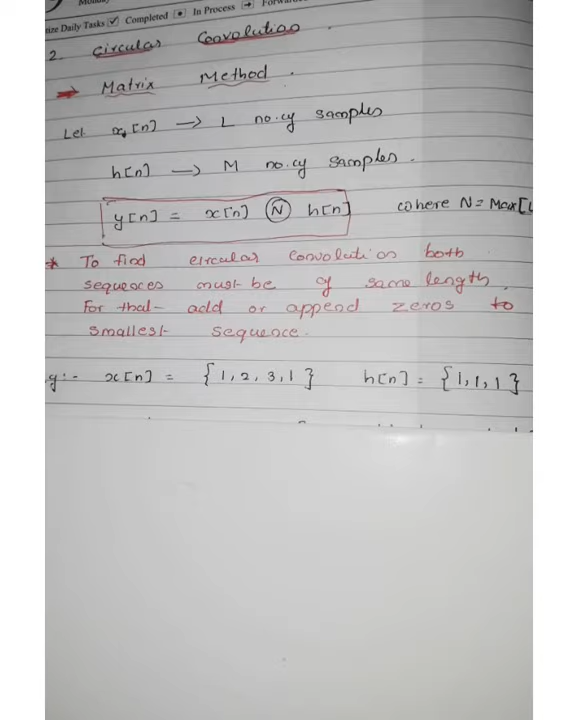 ize Daily Tasks ✓ Completed • In Process → Forward
2. Circular Convolution.
→ Matrix Method.
Let x[n] → L no. of samples
h[n] → M no. of samples.
y[n] = x[n] Ⓝ h[n] where N = Max[L
* To find circular convolution both
sequences must be of same length.
For that add or append zeros to
smallest sequence.
g:- x[n] = {1, 2, 3, 1} h[n] = {1, 1, 1}